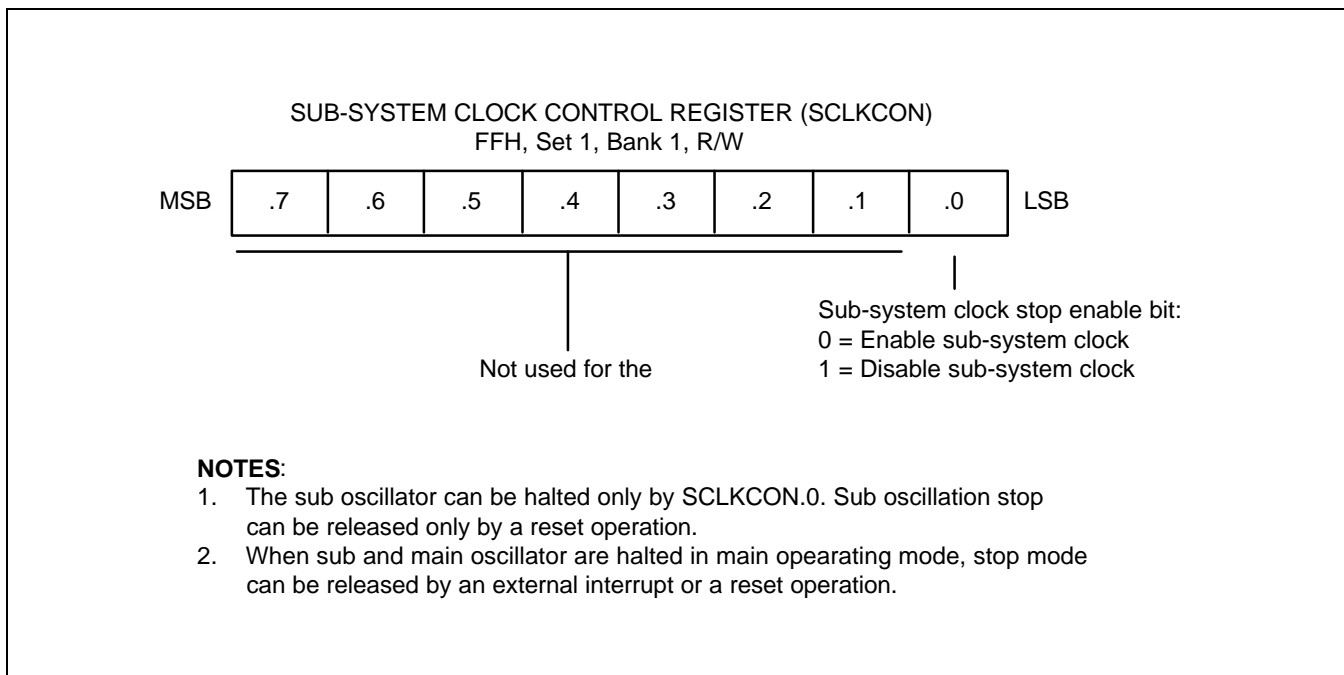 SUB-SYSTEM CLOCK CONTROL REGISTER (SCLKCON)
FFH, Set 1, Bank 1, R/W
MSB .7 .6 .5 .4 .3 .2 .1 .0 LSB
Not used for the
Sub-system clock stop enable bit:
0 = Enable sub-system clock
1 = Disable sub-system clock
NOTES:
1. The sub oscillator can be halted only by SCLKCON.0. Sub oscillation stop
can be released only by a reset operation.
2. When sub and main oscillator are halted in main opearating mode, stop mode
can be released by an external interrupt or a reset operation.